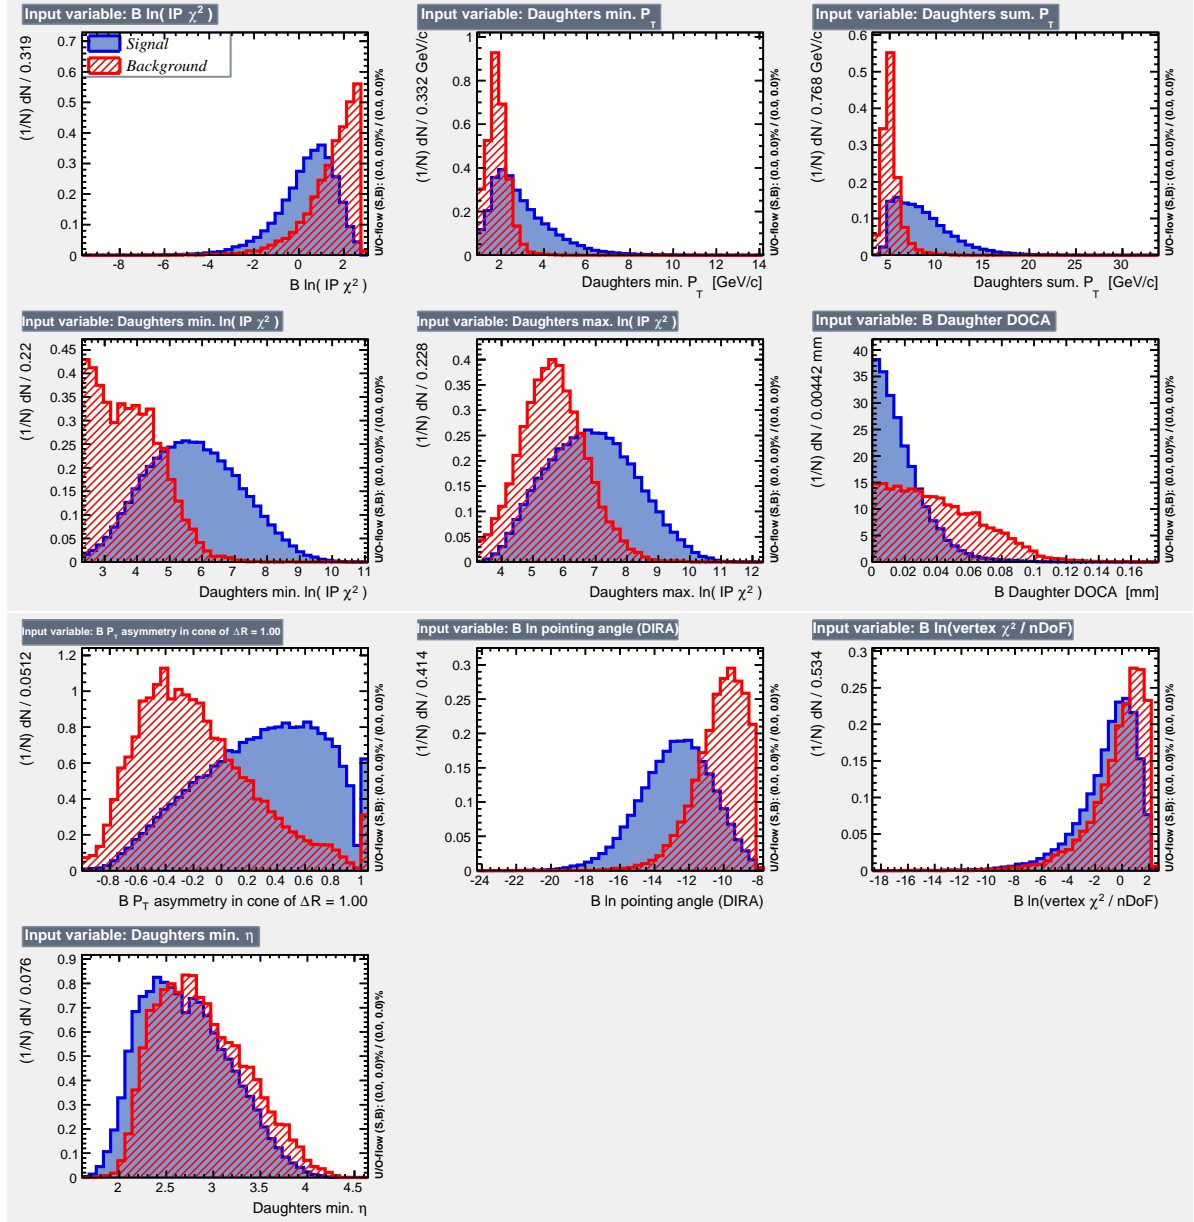 Input variable: B ln( IP χ² )
(1/N) dN / 0.319
Signal
Background
0.7
0.6
0.5
0.4
0.3
0.2
0.1
0
-8 -6 -4 -2 0 2
B ln( IP χ² )
U/O-flow (S,B): (0.0, 0.0)% / (0.0, 0.0)%
Input variable: Daughters min. P_T
(1/N) dN / 0.332 GeV/c
1
0.8
0.6
0.4
0.2
0
2 4 6 8 10 12 14
Daughters min. P_T [GeV/c]
U/O-flow (S,B): (0.0, 0.0)% / (0.0, 0.0)%
Input variable: Daughters sum. P_T
(1/N) dN / 0.768 GeV/c
0.6
0.5
0.4
0.3
0.2
0.1
0
5 10 15 20 25 30
Daughters sum. P_T [GeV/c]
U/O-flow (S,B): (0.0, 0.0)% / (0.0, 0.0)%
Input variable: Daughters min. ln( IP χ² )
(1/N) dN / 0.22
0.45
0.4
0.35
0.3
0.25
0.2
0.15
0.1
0.05
0
3 4 5 6 7 8 9 10 11
Daughters min. ln( IP χ² )
U/O-flow (S,B): (0.0, 0.0)% / (0.0, 0.0)%
Input variable: Daughters max. ln( IP χ² )
(1/N) dN / 0.228
0.4
0.35
0.3
0.25
0.2
0.15
0.1
0.05
0
4 5 6 7 8 9 10 11 12
Daughters max. ln( IP χ² )
U/O-flow (S,B): (0.0, 0.0)% / (0.0, 0.0)%
Input variable: B Daughter DOCA
(1/N) dN / 0.00442 mm
40
35
30
25
20
15
10
5
0
0 0.02 0.04 0.06 0.08 0.1 0.12 0.14 0.16
B Daughter DOCA [mm]
U/O-flow (S,B): (0.0, 0.0)% / (0.0, 0.0)%
Input variable: B P_T asymmetry in cone of ΔR = 1.00
(1/N) dN / 0.0512
1.2
1
0.8
0.6
0.4
0.2
0
-0.8 -0.6 -0.4 -0.2 0 0.2 0.4 0.6 0.8 1
B P_T asymmetry in cone of ΔR = 1.00
U/O-flow (S,B): (0.0, 0.0)% / (0.0, 0.0)%
Input variable: B ln pointing angle (DIRA)
(1/N) dN / 0.414
0.3
0.25
0.2
0.15
0.1
0.05
0
-24 -22 -20 -18 -16 -14 -12 -10 -8
B ln pointing angle (DIRA)
U/O-flow (S,B): (0.0, 0.0)% / (0.0, 0.0)%
Input variable: B ln(vertex χ² / nDoF)
(1/N) dN / 0.534
0.3
0.25
0.2
0.15
0.1
0.05
0
-18 -16 -14 -12 -10 -8 -6 -4 -2 0 2
B ln(vertex χ² / nDoF)
U/O-flow (S,B): (0.0, 0.0)% / (0.0, 0.0)%
Input variable: Daughters min. η
(1/N) dN / 0.076
0.9
0.8
0.7
0.6
0.5
0.4
0.3
0.2
0.1
0
2 2.5 3 3.5 4 4.5
Daughters min. η
U/O-flow (S,B): (0.0, 0.0)% / (0.0, 0.0)%